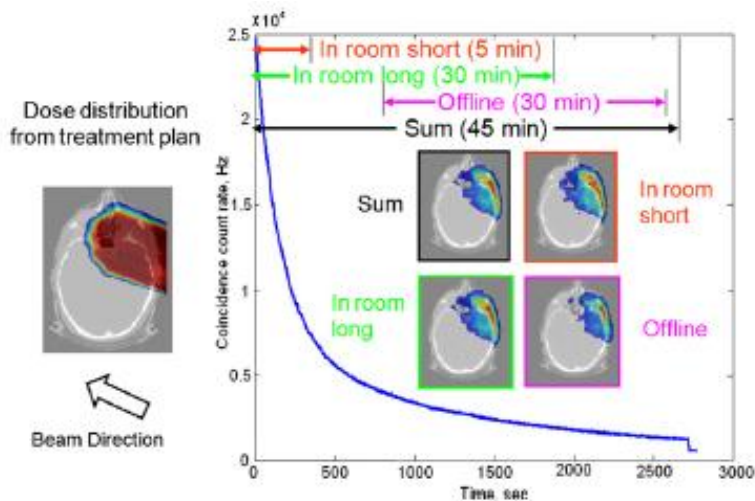 X10⁴
2.5
2
1.5
1
0.5
0
Coincidence count rate, Hz
In room short (5 min)
In room long (30 min)
Offline (30 min)
Sum (45 min)
Dose distribution
from treatment plan
Beam Direction
Sum
In room
short
In room
long
Offline
0 500 1000 1500 2000 2500 3000
Time, sec